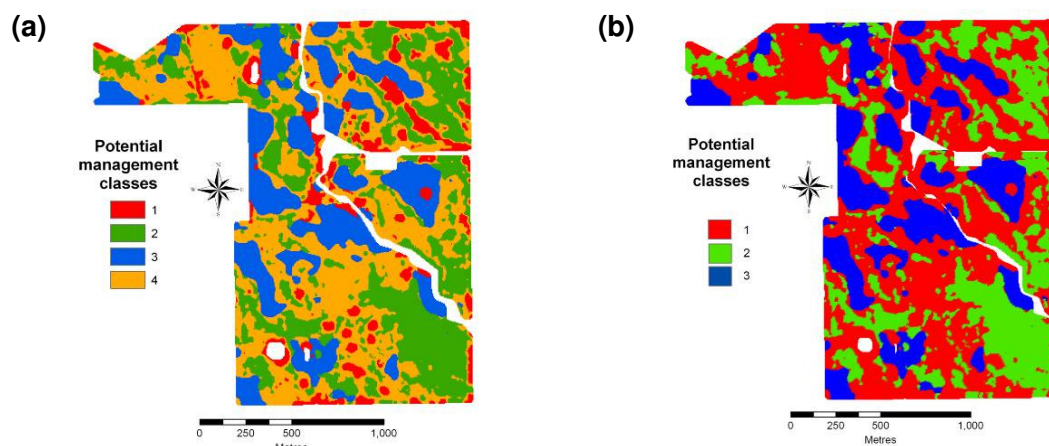 (a)
Potential
management
classes
N
W E
S
1
2
3
4
0 250 500 1,000
Metres
(b)
Potential
management
classes
N
W E
S
1
2
3
0 250 500 1,000
Metres